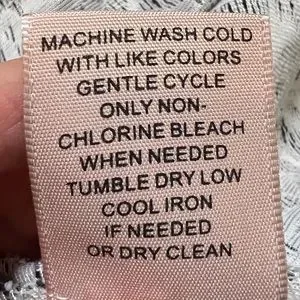 MACHINE WASH COLD
WITH LIKE COLORS
GENTLE CYCLE
ONLY NON-
CHLORINE BLEACH
WHEN NEEDED
TUMBLE DRY LOW
COOL IRON
IF NEEDED
OR DRY CLEAN